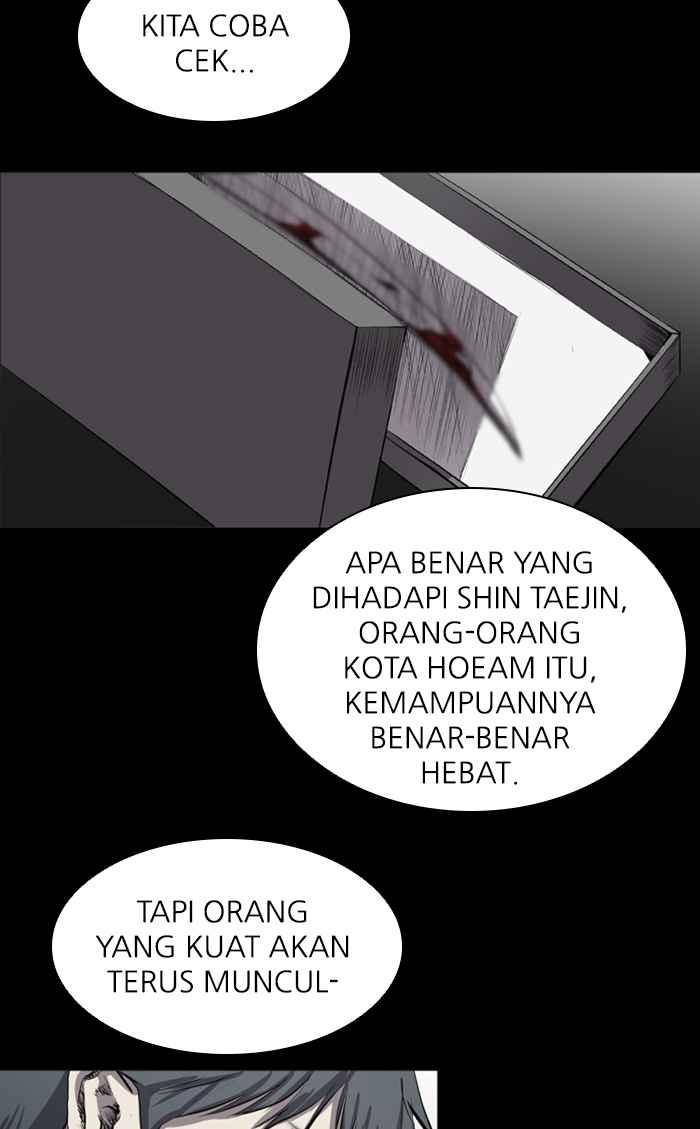 KITA COBA
CEK...
APA BENAR YANG
DIHADAPI SHIN TAEJIN,
ORANG-ORANG
KOTA HOEAM ITU,
KEMAMPUANNYA
BENAR-BENAR
HEBAT.
TAPI ORANG
YANG KUAT AKAN
TERUS MUNCUL-